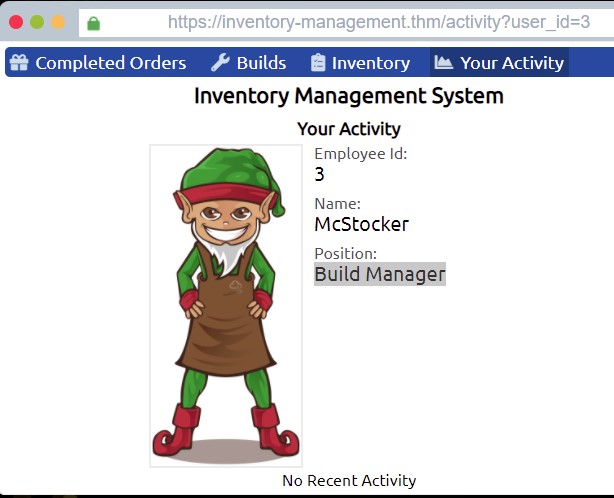 https://inventory-management.thm/activity?user_id=3
Completed Orders Builds Inventory Your Activity
Inventory Management System
Your Activity
Employee Id:
3
Name:
McStocker
Position:
Build Manager
No Recent Activity